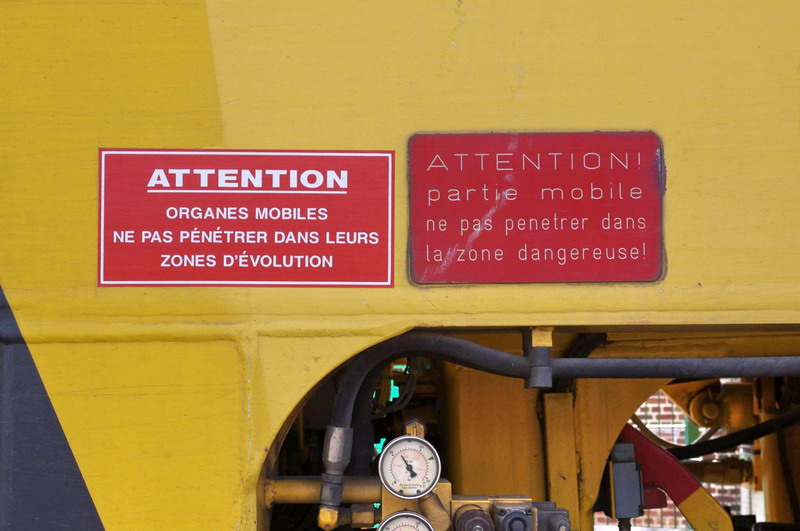 ATTENTION
ORGANES MOBILES
NE PAS PÉNÉTRER DANS LEURS
ZONES D'ÉVOLUTION
ATTENTION!
partie mobile
ne pas penetrer dans
la zone dangereuse!